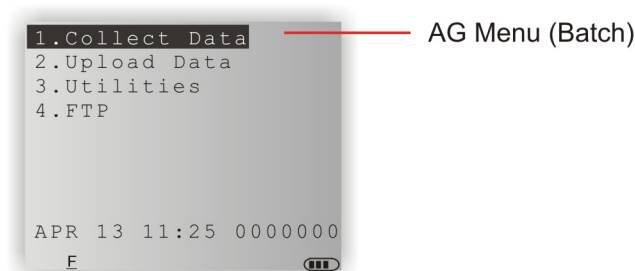 1.Collect Data
AG Menu (Batch)
2.Upload Data
3.Utilities
4.FTP
APR 13 11:25 0000000
F